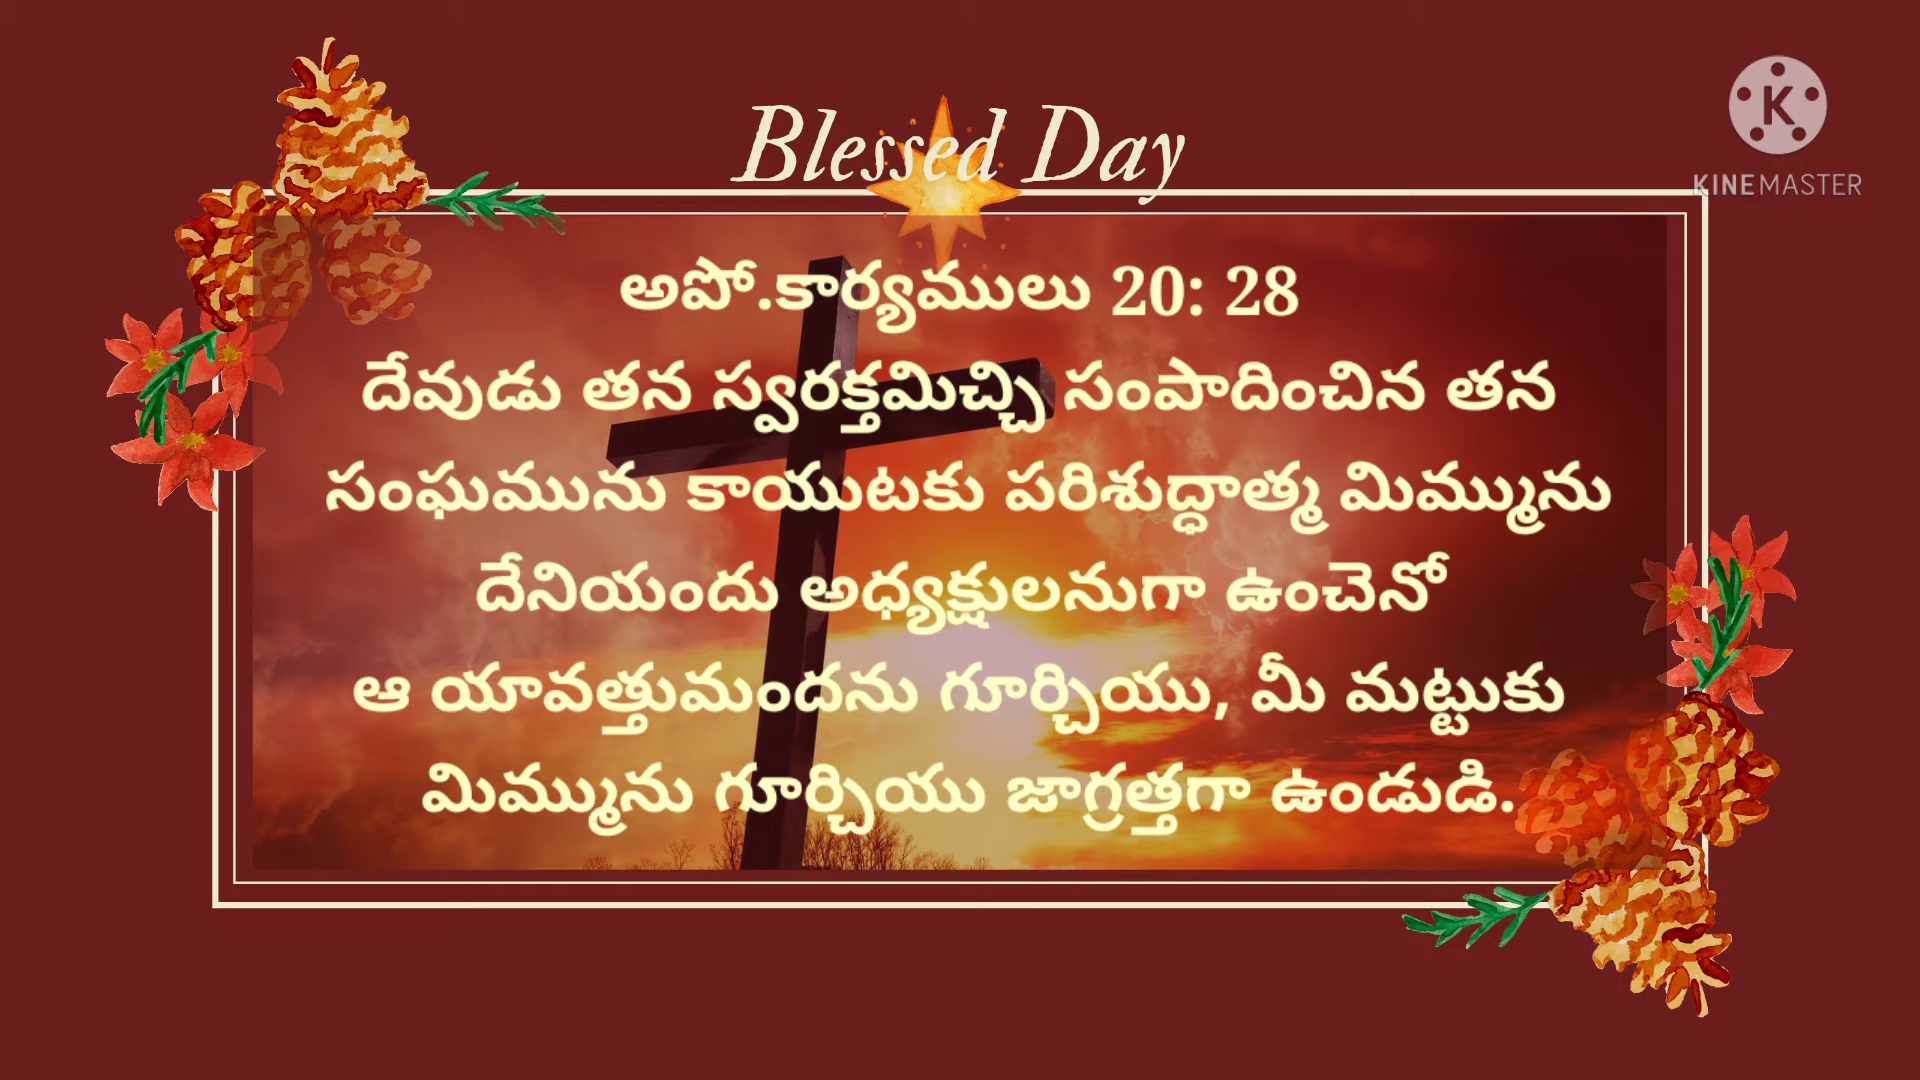 Blessed Day
KINEMASTER
అపో.కార్యములు 20: 28
దేవుడు తన స్వరక్తమిచ్చి సంపాదించిన తన
సంఘమును కాయుటకు పరిశుద్ధాత్మ మిమ్మును
దేనియందు అధ్యక్షులనుగా ఉంచెనో
ఆ యావత్తుమందను గూర్చియు, మీ మట్టుకు
మిమ్మును గూర్చియు జాగ్రత్తగా ఉండుడి.